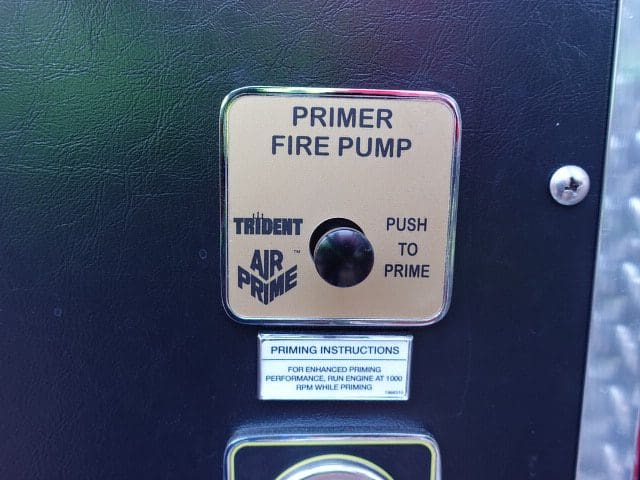 PRIMER
FIRE PUMP
TRIDENT
AIR
PRIME
™
PUSH
TO
PRIME
PRIMING INSTRUCTIONS
FOR ENHANCED PRIMING
PERFORMANCE, RUN ENGINE AT 1000
RPM WHILE PRIMING